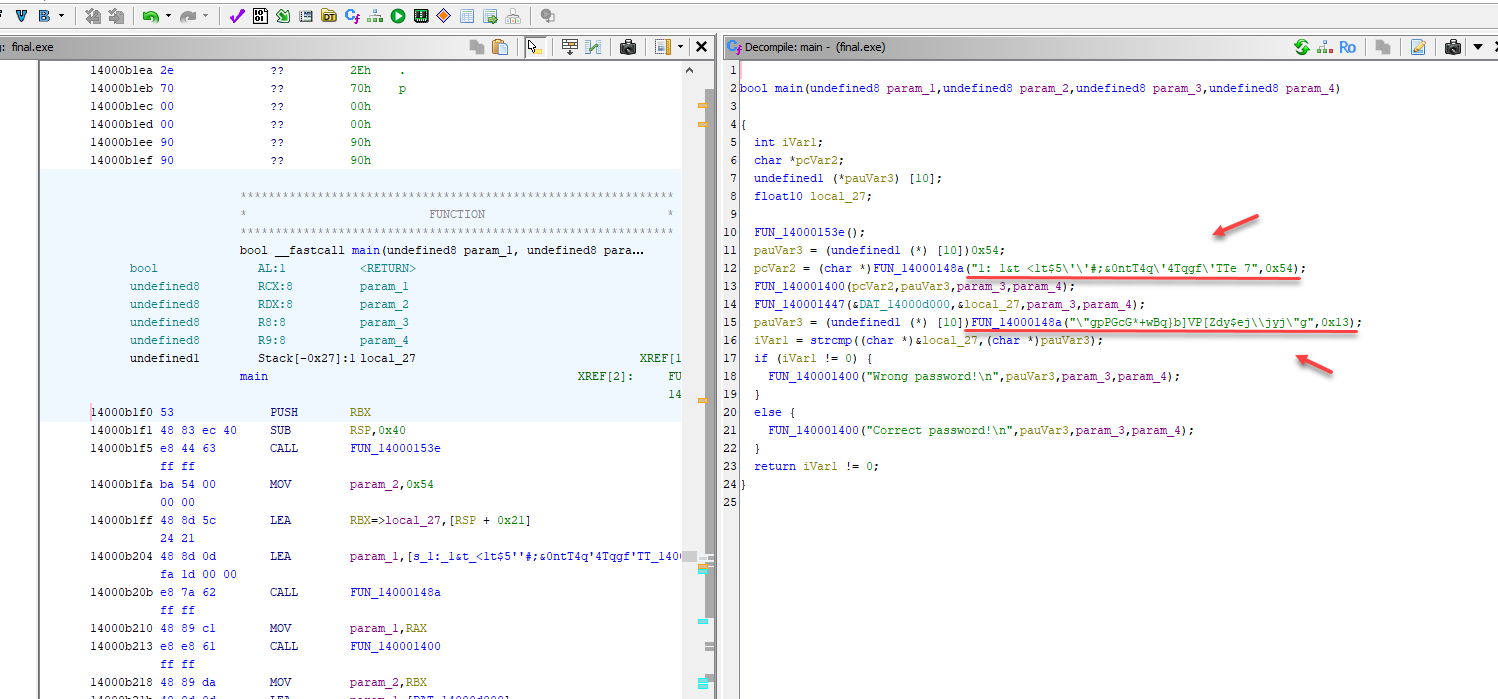 : final.exe
14000b1ea 2e ?? 2Eh .
14000b1eb 70 ?? 70h p
14000b1ec 00 ?? 00h
14000b1ed 00 ?? 00h
14000b1ee 90 ?? 90h
14000b1ef 90 ?? 90h
**************************************************************
* FUNCTION *
**************************************************************
bool __fastcall main(undefined8 param_1, undefined8 para...
bool AL:1 <RETURN>
undefined8 RCX:8 param_1
undefined8 RDX:8 param_2
undefined8 R8:8 param_3
undefined8 R9:8 param_4
undefined1 Stack[-0x27]:1 local_27 XREF[1
main XREF[2]: FU
14
14000b1f0 53 PUSH RBX
14000b1f1 48 83 ec 40 SUB RSP,0x40
14000b1f5 e8 44 63 CALL FUN_14000153e
ff ff
14000b1fa ba 54 00 MOV param_2,0x54
00 00
14000b1ff 48 8d 5c LEA RBX=>local_27,[RSP + 0x21]
24 21
14000b204 48 8d 0d LEA param_1,[s_1:_1&t_<1t$5''#;&0ntT4q'4Tqgf'TT_1400
fa 1d 00 00
14000b20b e8 7a 62 CALL FUN_14000148a
ff ff
14000b210 48 89 c1 MOV param_1,RAX
14000b213 e8 e8 61 CALL FUN_140001400
ff ff
14000b218 48 89 da MOV param_2,RBX
Decompile: main - (final.exe)
Ro
1
2 bool main(undefined8 param_1,undefined8 param_2,undefined8 param_3,undefined8 param_4)
3
4 {
5 int iVar1;
6 char *pcVar2;
7 undefined1 (*pauVar3) [10];
8 float10 local_27;
9
10 FUN_14000153e();
11 pauVar3 = (undefined1 (*) [10])0x54;
12 pcVar2 = (char *)FUN_14000148a("1: 1&t <1t$5\'\'#;&0ntT4q\'4Tqgf\'TTe 7",0x54);
13 FUN_140001400(pcVar2,pauVar3,param_3,param_4);
14 FUN_140001447(&DAT_14000d000,&local_27,param_3,param_4);
15 pauVar3 = (undefined1 (*) [10])FUN_14000148a("\"gpPGcG*+wBq}b]VP[Zdy$ej\\jyj\"g",0x13);
16 iVar1 = strcmp((char *)&local_27,(char *)pauVar3);
17 if (iVar1 != 0) {
18 FUN_140001400("Wrong password!\n",pauVar3,param_3,param_4);
19 }
20 else {
21 FUN_140001400("Correct password!\n",pauVar3,param_3,param_4);
22 }
23 return iVar1 != 0;
24 }
25